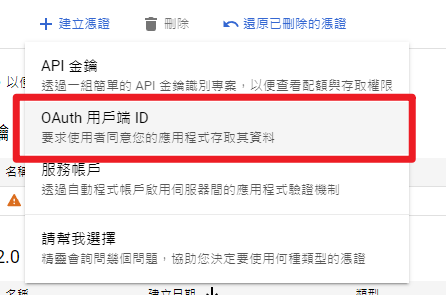 建立憑證 刪除 還原已刪除的憑證
API 金鑰
透過一組簡單的 API 金鑰識別專案，以便查看配額與存取權限
OAuth 用戶端 ID
要求使用者同意您的應用程式存取其資料
服務帳戶
透過自動程式帳戶啟用伺服器間的應用程式驗證機制
名稱
請幫我選擇
2.0
精靈會詢問幾個問題，協助您決定要使用何種類型的憑證
名稱 建立日期 類型